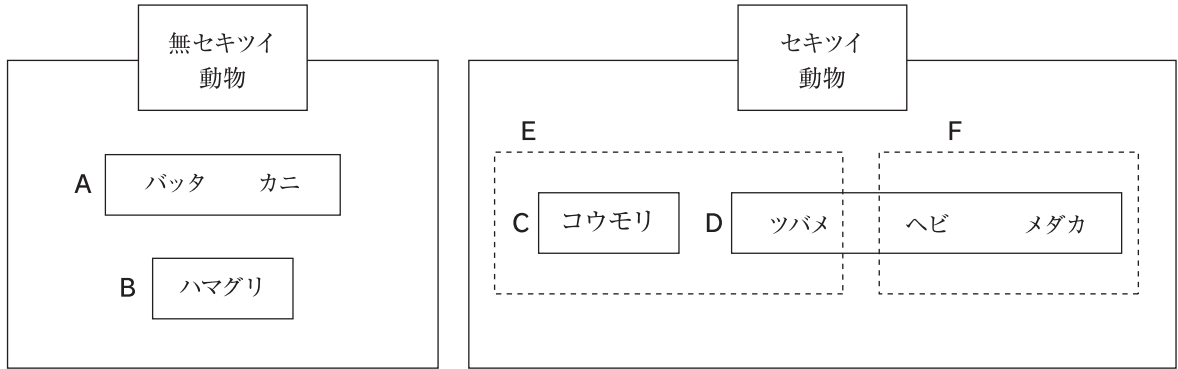 無セキツイ
動物
A
バッタ カニ
B
ハマグリ
セキツイ
動物
E
F
C
コウモリ
D
ツバメ ヘビ メダカ